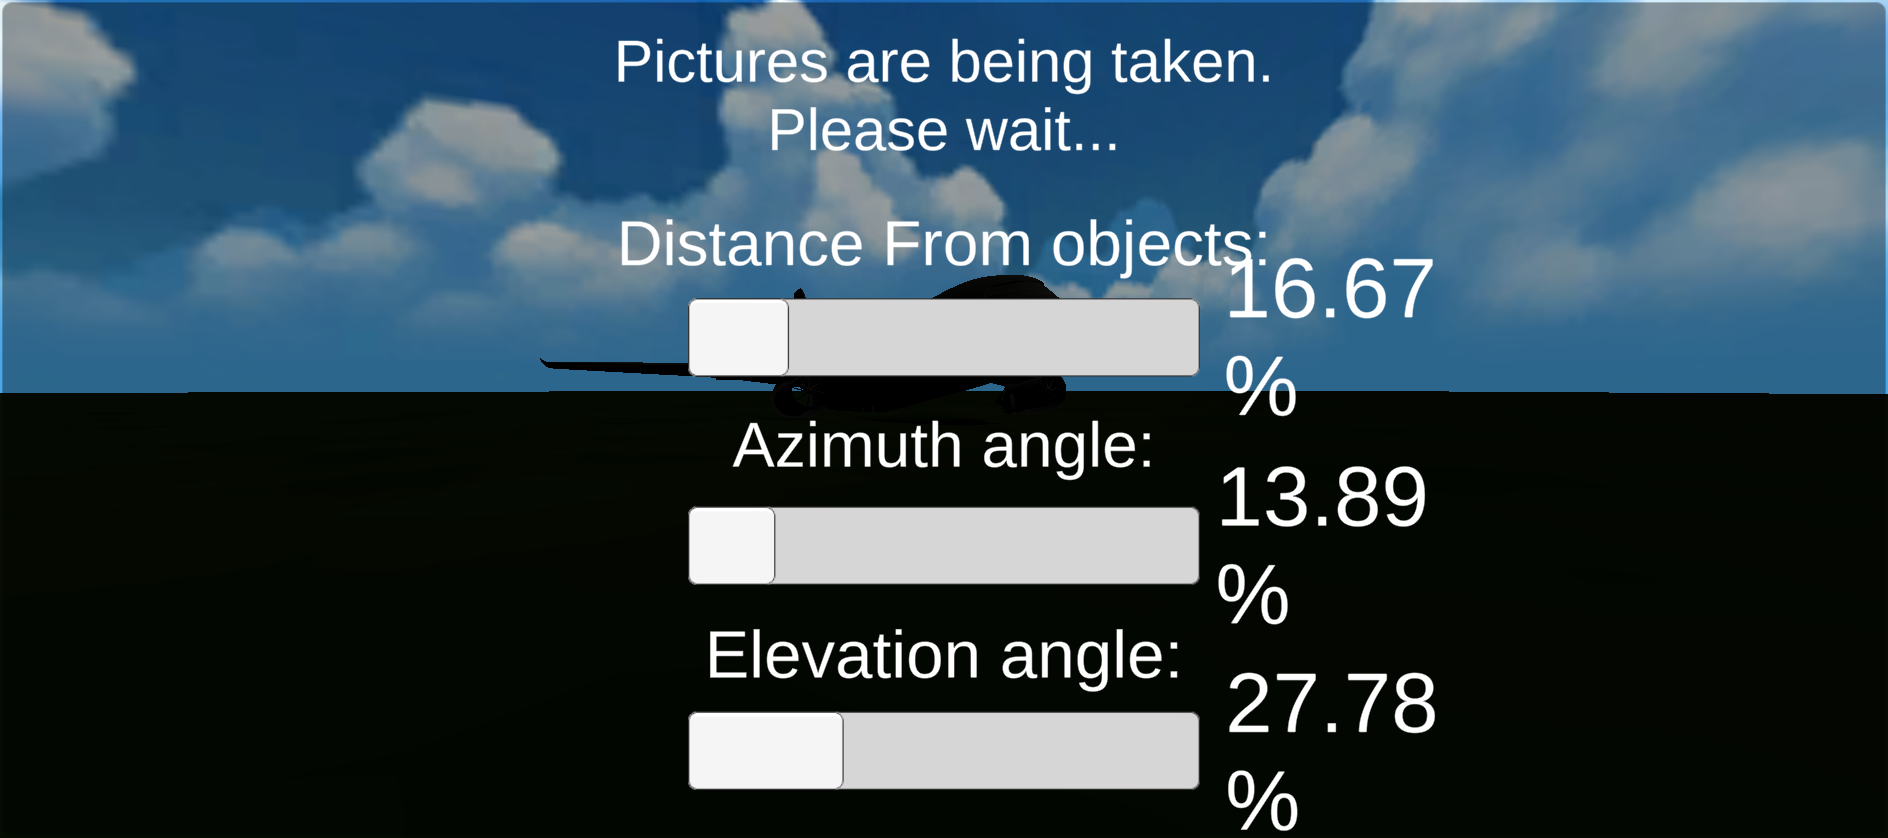 Pictures are being taken.
Please wait...
Distance From objects:
16.67
%
Azimuth angle:
13.89
%
Elevation angle:
27.78
%